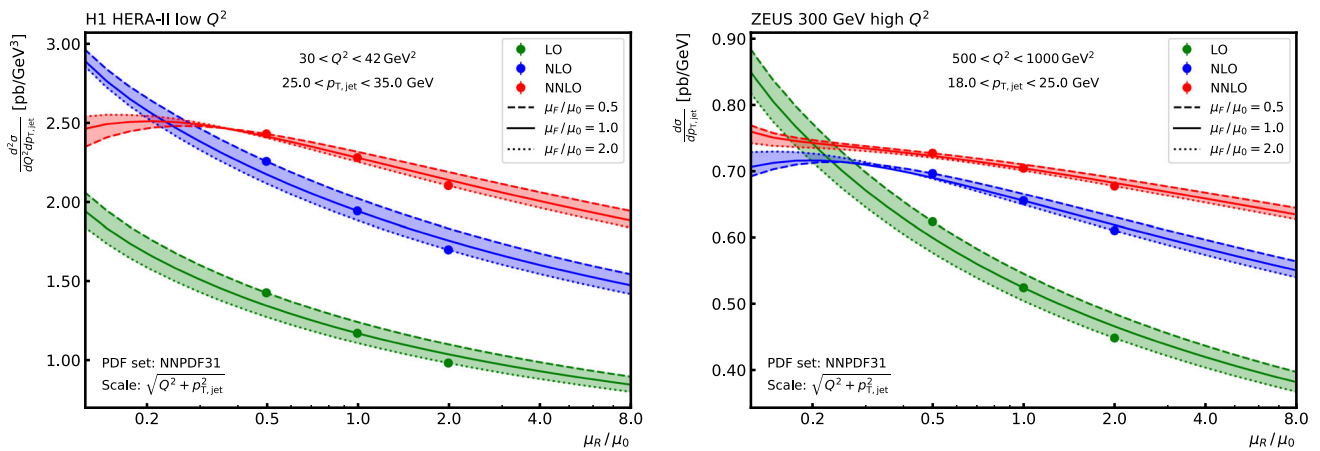 H1 HERA-II low Q²
d²σ/dQ²dp_T,jet [pb/GeV³]
3.00
2.50
2.00
1.50
1.00
30 < Q² < 42 GeV²
25.0 < p_T,jet < 35.0 GeV
LO
NLO
NNLO
μ_F/μ_0 = 0.5
μ_F/μ_0 = 1.0
μ_F/μ_0 = 2.0
PDF set: NNPDF31
Scale: √(Q² + p²_T,jet)
0.2 0.5 1.0 2.0 4.0 8.0
μ_R / μ_0
ZEUS 300 GeV high Q²
dσ/dp_T,jet [pb/GeV]
0.90
0.80
0.70
0.60
0.50
0.40
500 < Q² < 1000 GeV²
18.0 < p_T,jet < 25.0 GeV
LO
NLO
NNLO
μ_F/μ_0 = 0.5
μ_F/μ_0 = 1.0
μ_F/μ_0 = 2.0
PDF set: NNPDF31
Scale: √(Q² + p²_T,jet)
0.2 0.5 1.0 2.0 4.0 8.0
μ_R / μ_0